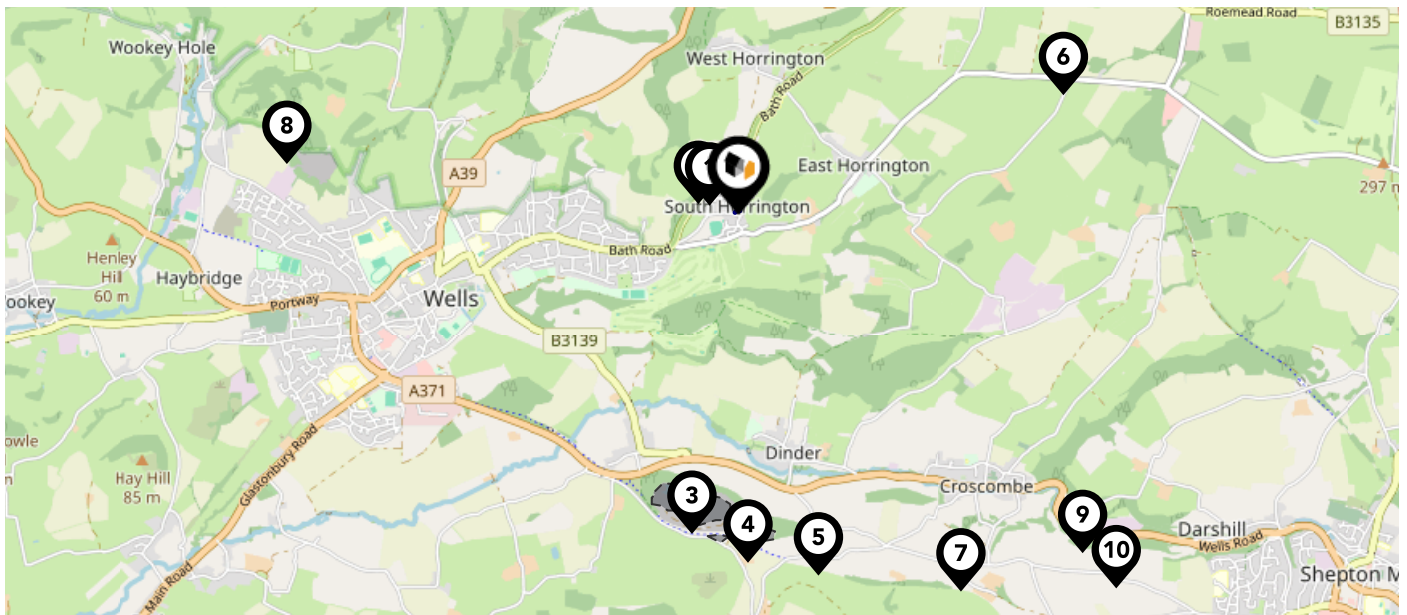 Roemead Road
B3135
Wookey Hole
West Horrington
6
Bath Road
8
A39
East Horrington
297 m
South Horrington
Henley
Hill
60 m
Bath Road
Haybridge
ookey
Portway
Wells
B3139
A371
owle
Glastonbury Road
Dinder
Hay Hill
85 m
n
Croscombe
3
4
5
9
7
10
Darshill
Wells Road
Main Road
Shepton M